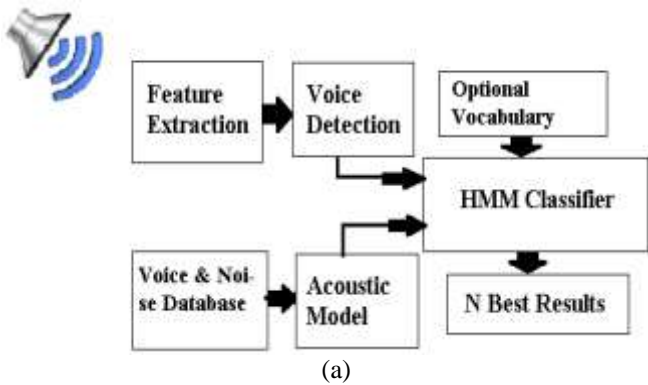 Feature
Extraction
Voice
Detection
Optional
Vocabulary
HMM Classifier
Voice & Noi-
se Database
Acoustic
Model
N Best Results
(a)